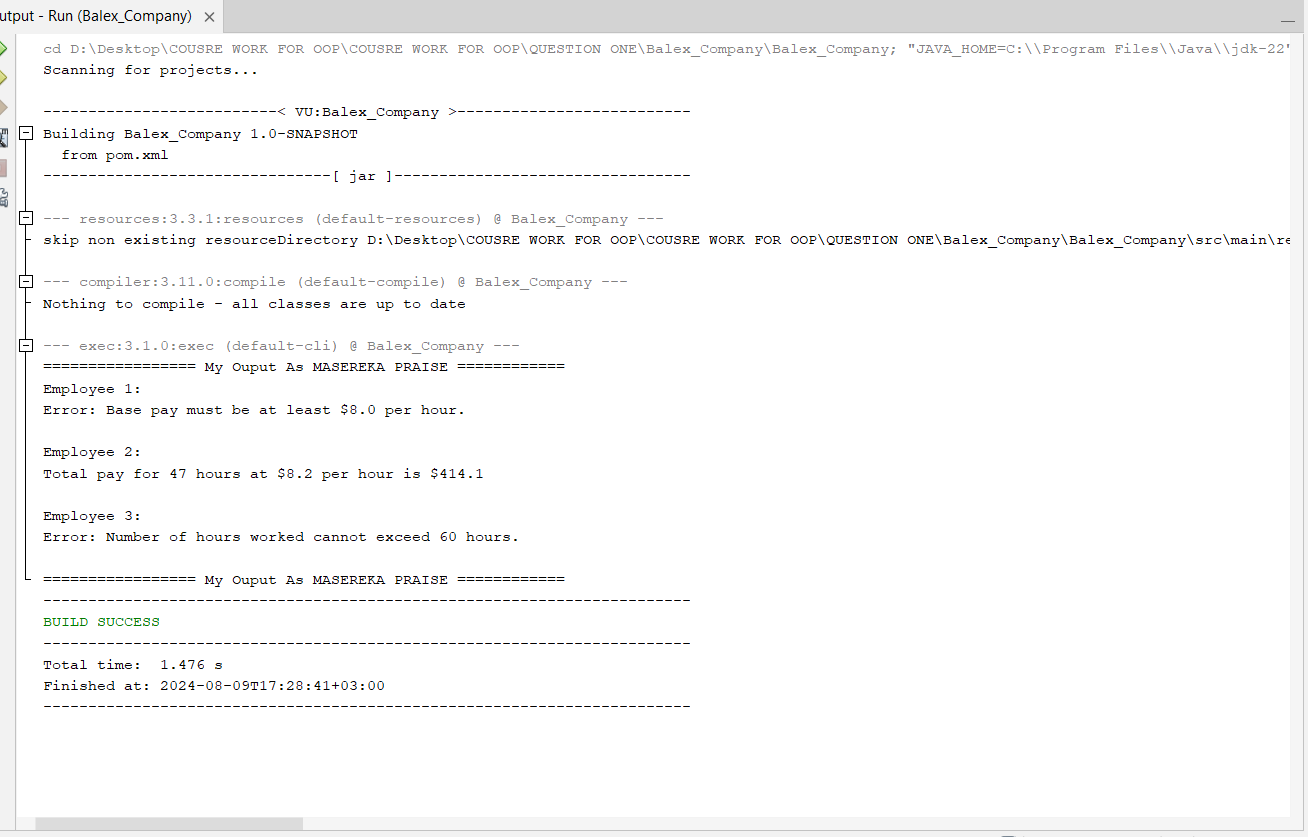 utput - Run (Balex_Company) ×
cd D:\Desktop\COUSRE WORK FOR OOP\COUSRE WORK FOR OOP\QUESTION ONE\Balex_Company\Balex_Company; "JAVA_HOME=C:\\Program Files\\Java\\jdk-22"
Scanning for projects...
--------------------------< VU:Balex_Company >--------------------------
Building Balex_Company 1.0-SNAPSHOT
from pom.xml
--------------------------------[ jar ]---------------------------------
--- resources:3.3.1:resources (default-resources) @ Balex_Company ---
skip non existing resourceDirectory D:\Desktop\COUSRE WORK FOR OOP\COUSRE WORK FOR OOP\QUESTION ONE\Balex_Company\Balex_Company\src\main\re
--- compiler:3.11.0:compile (default-compile) @ Balex_Company ---
Nothing to compile - all classes are up to date
--- exec:3.1.0:exec (default-cli) @ Balex_Company ---
================= My Ouput As MASEREKA PRAISE ============
Employee 1:
Error: Base pay must be at least $8.0 per hour.
Employee 2:
Total pay for 47 hours at $8.2 per hour is $414.1
Employee 3:
Error: Number of hours worked cannot exceed 60 hours.
================= My Ouput As MASEREKA PRAISE ============
------------------------------------------------------------------------
BUILD SUCCESS
------------------------------------------------------------------------
Total time:  1.476 s
Finished at: 2024-08-09T17:28:41+03:00
------------------------------------------------------------------------